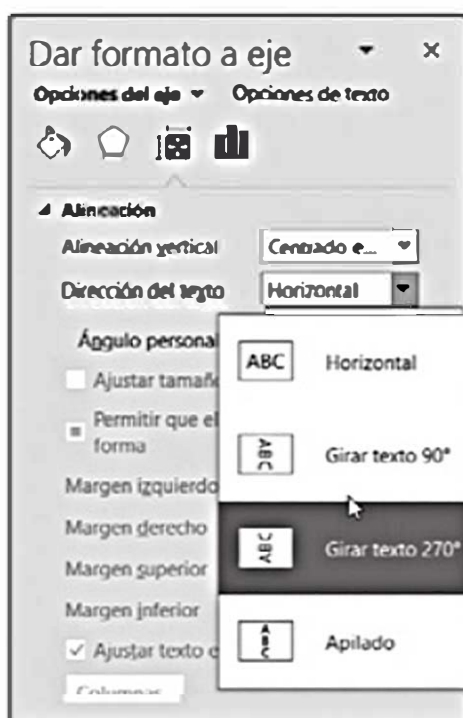 Dar formato a eje
Opciones del eje Opciones de texto
Alineación
Alineación vertical Centrado e...
Dirección del texto Horizontal
Ángulo personal
ABC Horizontal
Ajustar tamañ
Permitir que el
forma
ABC Girar texto 90°
Margen izquierdo
Margen derecho
ABC Girar texto 270°
Margen superior
Margen inferior
ABC Apilado
Ajustar texto e
Columnas